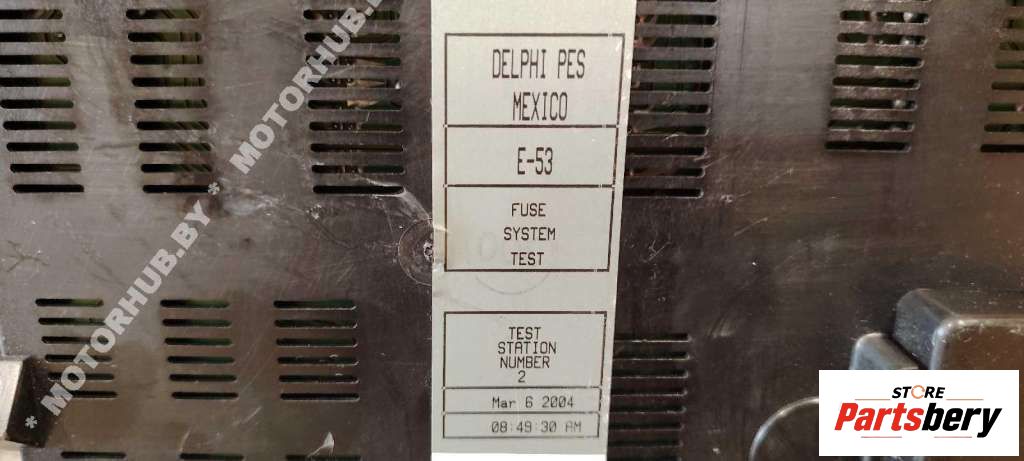 DELPHI PES
MEXICO
E-53
FUSE
SYSTEM
TEST
TEST
STATION
NUMBER
2
Mar 6 2004
08:49:30 AM
* MOTORHUB.BY * MOTORHUB.BY
STORE
Partsbery